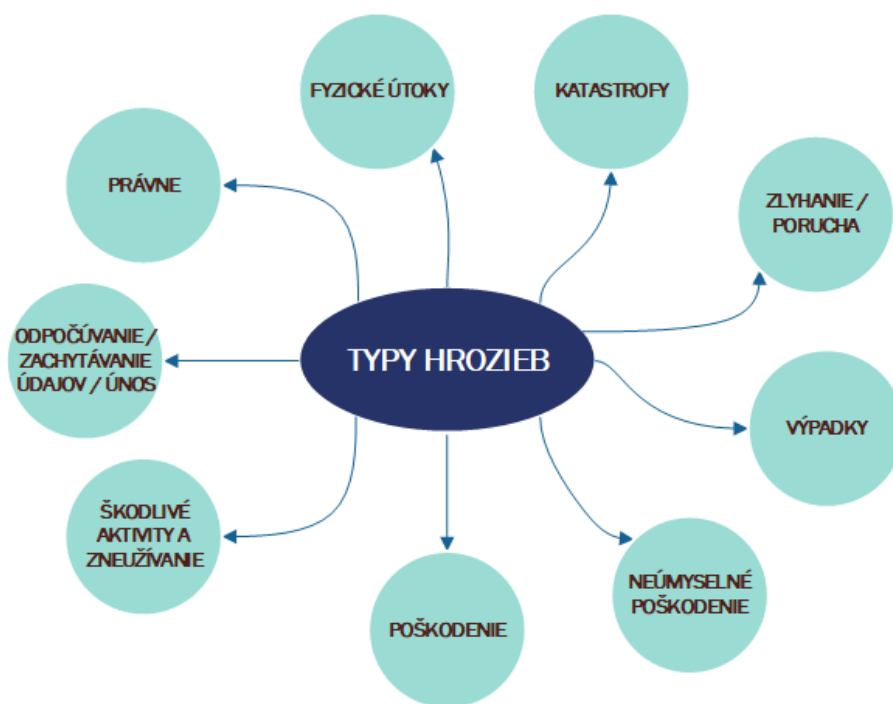 FYZICKÉ ÚTOKY
KATASTROFY
PRÁVNE
ZLYHANIE /
PORUCHA
ODPOČÚVANIE /
ZACHYTÁVANIE
ÚDAJOV / ÚNOS
TYPY HROZIEB
VÝPADKY
ŠKODLIVÉ
AKTIVITY A
ZNEUŽÍVANIE
NEÚMYSELNÉ
POŠKODENIE
POŠKODENIE